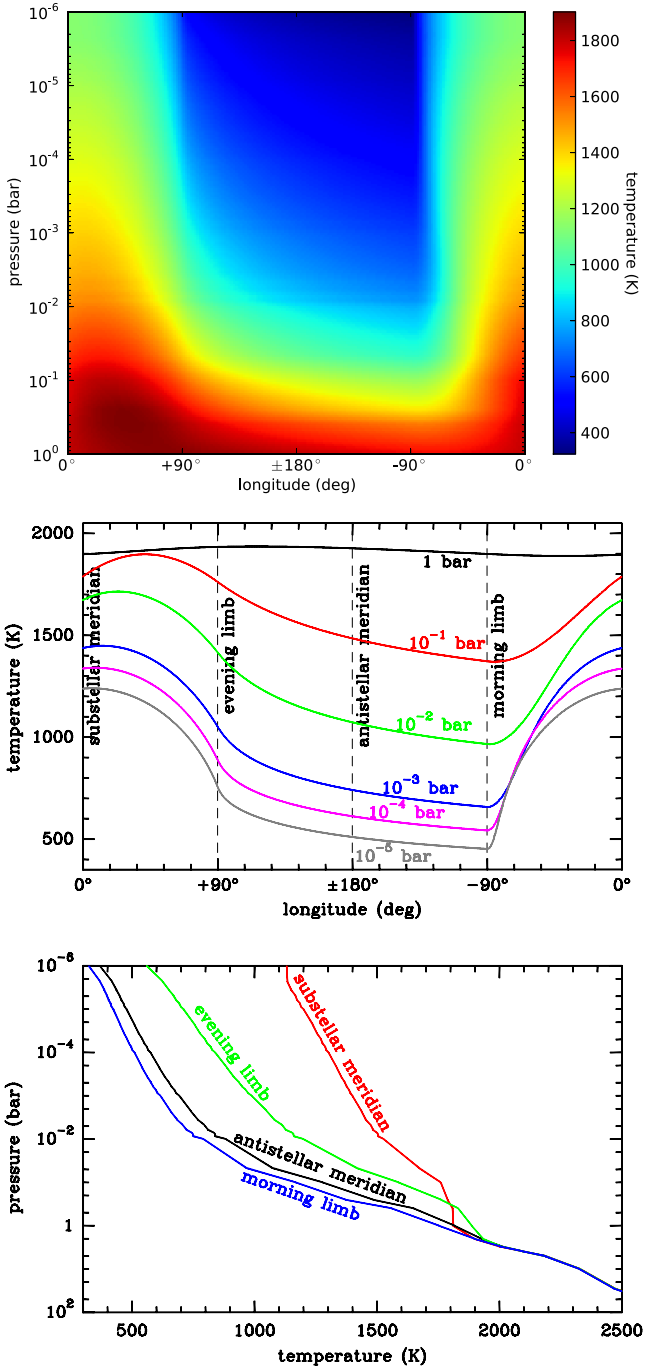 10⁻⁶
10⁻⁵
10⁻⁴
10⁻³
10⁻²
10⁻¹
10⁰
pressure (bar)
0° +90° ±180° -90° 0°
longitude (deg)
1800
1600
1400
1200
1000
800
600
400
temperature (K)
2000
1500
1000
500
temperature (K)
substellar meridian
evening limb
antistellar meridian
morning limb
1 bar
10⁻¹ bar
10⁻² bar
10⁻³ bar
10⁻⁴ bar
10⁻⁵ bar
0° +90° ±180° -90° 0°
longitude (deg)
10⁻⁶
10⁻⁴
10⁻²
1
10²
pressure (bar)
substellar meridian
evening limb
antistellar meridian
morning limb
500 1000 1500 2000 2500
temperature (K)